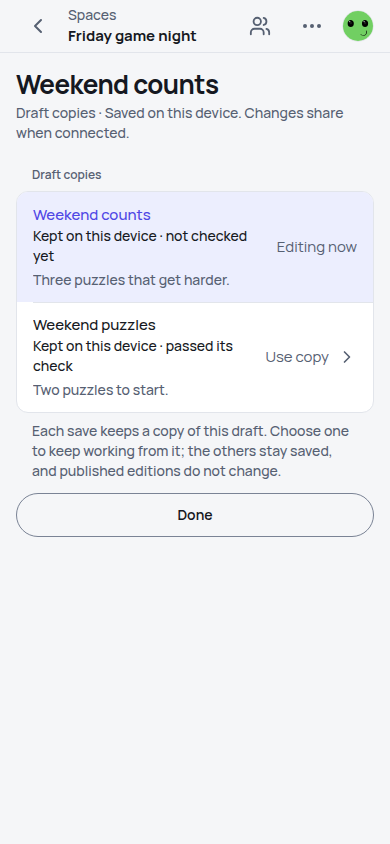 Spaces
Friday game night
Weekend counts
Draft copies · Saved on this device. Changes share
when connected.
Draft copies
Weekend counts
Kept on this device · not checked
yet
Editing now
Three puzzles that get harder.
Weekend puzzles
Kept on this device · passed its
check
Use copy
Two puzzles to start.
Each save keeps a copy of this draft. Choose one
to keep working from it; the others stay saved,
and published editions do not change.
Done